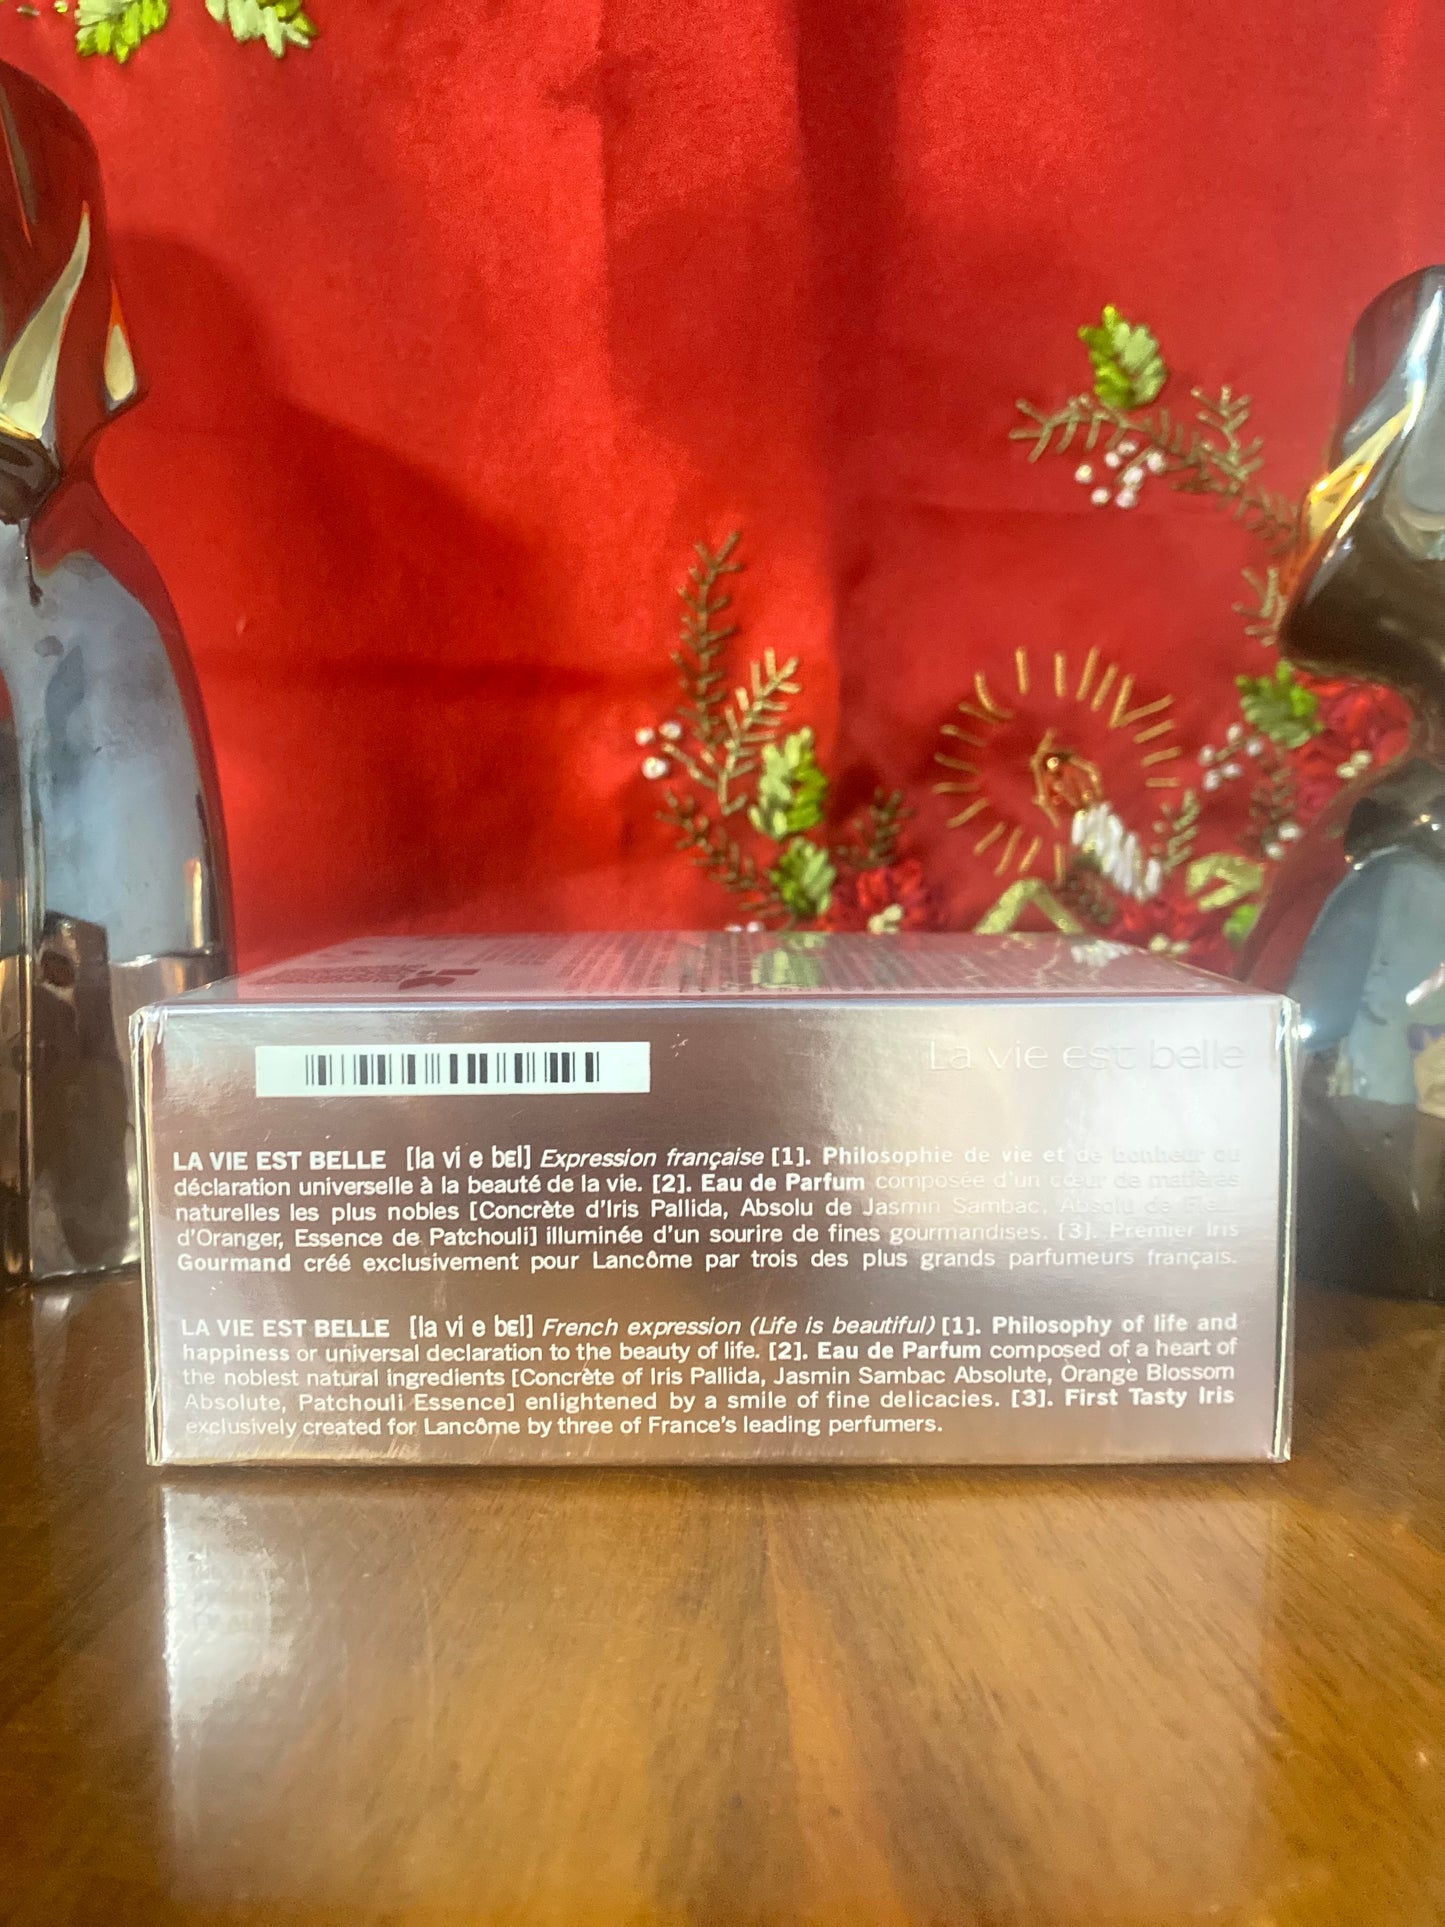 La vie est belle
LA VIE EST BELLE [la vi e bɛl] Expression française [1]. Philosophie de vie et de bonheur ou
déclaration universelle à la beauté de la vie. [2]. Eau de Parfum composée d'un cœur de matières
naturelles les plus nobles [Concrète d'Iris Pallida, Absolu de Jasmin Sambac, Absolu de Fleur
d'Oranger, Essence de Patchouli] illuminée d'un sourire de fines gourmandises. [3]. Premier Iris
Gourmand créé exclusivement pour Lancôme par trois des plus grands parfumeurs français.
LA VIE EST BELLE [la vi e bɛl] French expression (Life is beautiful) [1]. Philosophy of life and
happiness or universal declaration to the beauty of life. [2]. Eau de Parfum composed of a heart of
the noblest natural ingredients [Concrète of Iris Pallida, Jasmin Sambac Absolute, Orange Blossom
Absolute, Patchouli Essence] enlightened by a smile of fine delicacies. [3]. First Tasty Iris
exclusively created for Lancôme by three of France's leading perfumers.